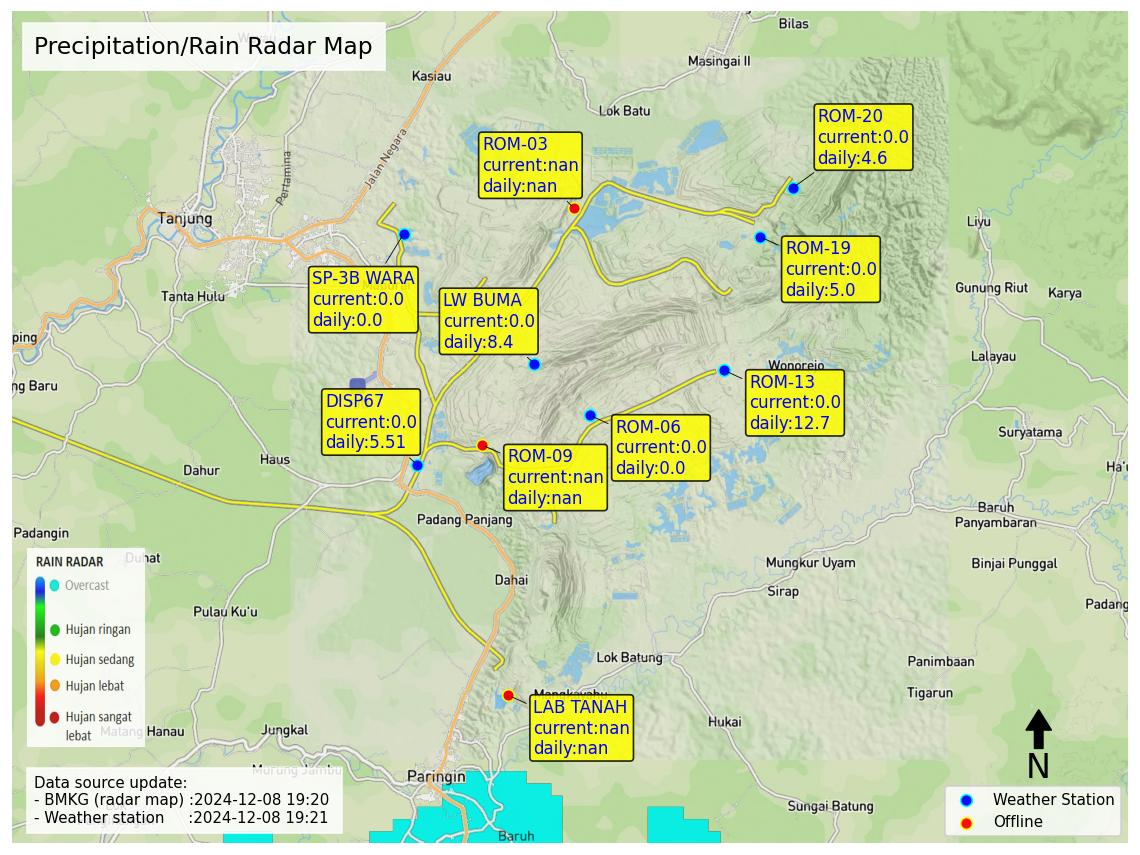 Precipitation/Rain Radar Map
Bilas
Masingai II
Kasiau
Lok Batu
Jalan Negara
Pertamina
Tanjung
Tanta Hulu
ping
ng Baru
ROM-03
current:nan
daily:nan
ROM-20
current:0.0
daily:4.6
ROM-19
current:0.0
daily:5.0
SP-3B WARA
current:0.0
daily:0.0
LW BUMA
current:0.0
daily:8.4
Liyu
Gunung Riut
Karya
Lalayau
Wonorejo
ROM-13
current:0.0
daily:12.7
DISP67
current:0.0
daily:5.51
ROM-06
current:0.0
daily:0.0
ROM-09
current:nan
daily:nan
Suryatama
Ha'u
Haus
Dahur
Padang Panjang
Baruh
Panyambaran
Padangin
Duhat
Dahai
Mungkur Uyam
Binjai Punggal
Sirap
Padang
Pulau Ku'u
Lok Batung
Panimbaan
Tigarun
Mangkayahu
LAB TANAH
current:nan
daily:nan
Hukai
Matang Hanau
Jungkal
Murung Jambu
Paringin
Sungai Batung
Baruh
RAIN RADAR
Overcast
Hujan ringan
Hujan sedang
Hujan lebat
Hujan sangat
lebat
Data source update:
- BMKG (radar map) :2024-12-08 19:20
- Weather station :2024-12-08 19:21
N
Weather Station
Offline